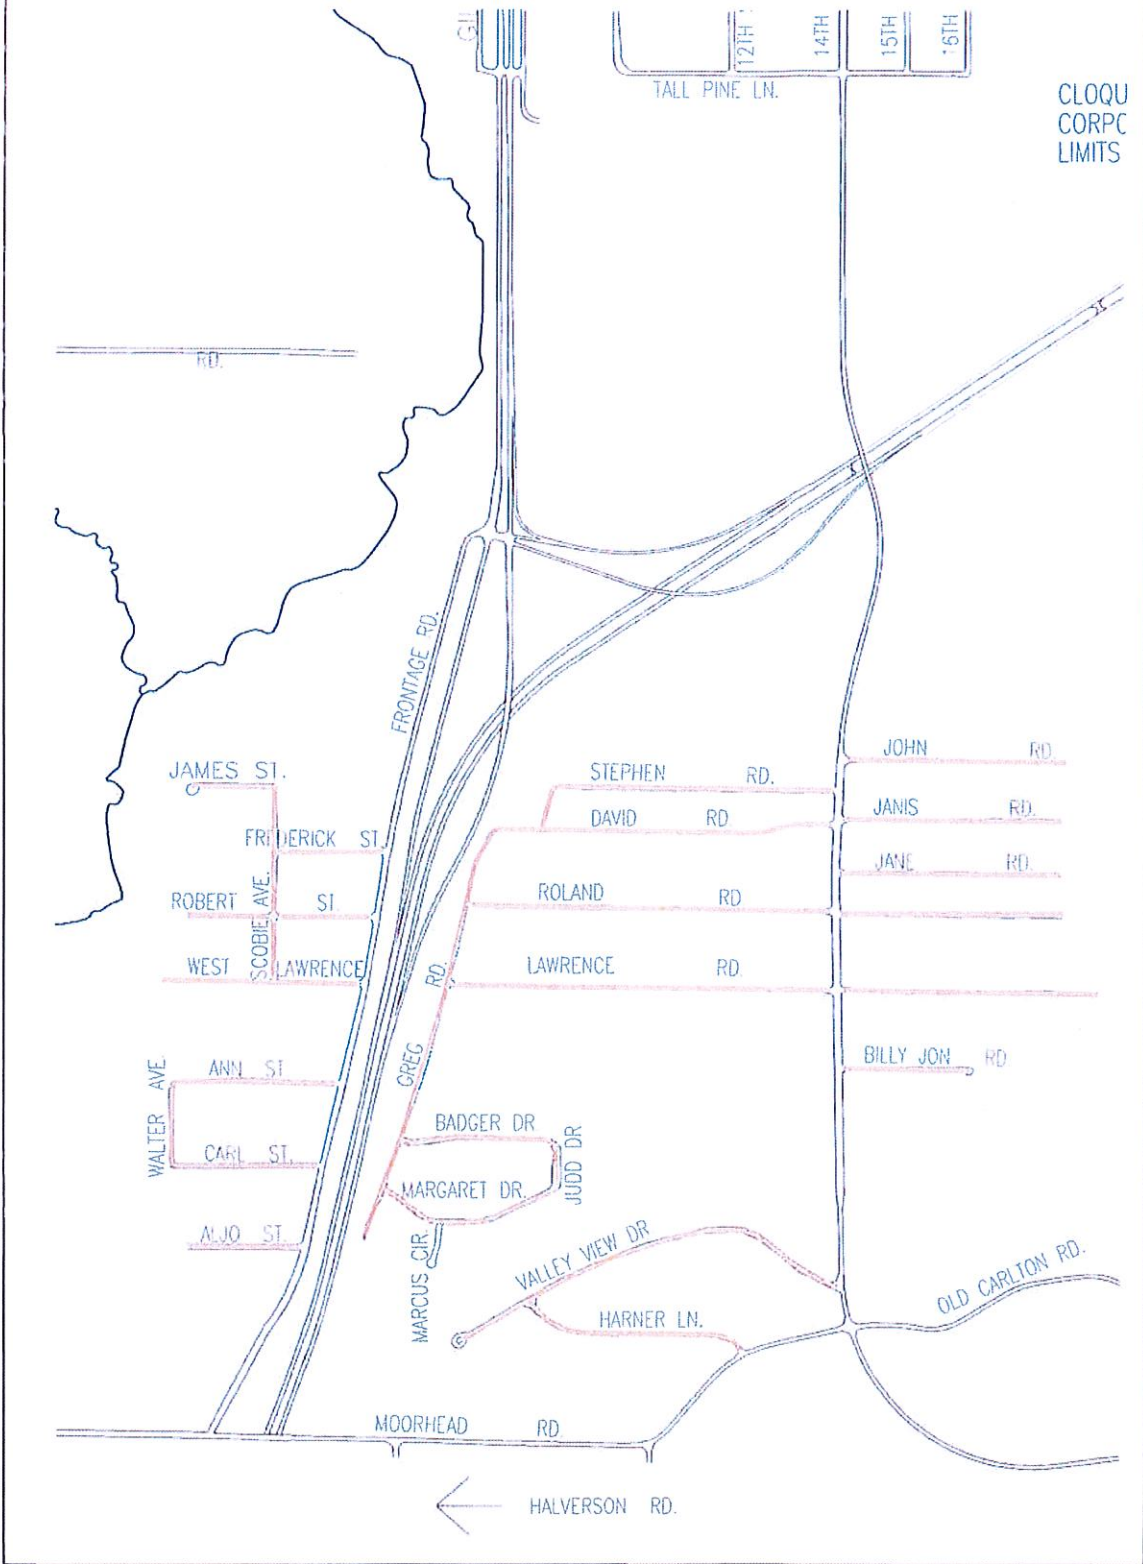 12TH
14TH
15TH
16TH
TALL PINE LN.
CLOQU
CORPO
LIMITS
RD.
FRONTAGE RD.
JOHN RD.
JAMES ST.
STEPHEN RD.
JANIS RD.
DAVID RD
FREDERICK ST
JANE RD.
ROBERT ST.
SCOBIE AVE.
ROLAND RD
WEST LAWRENCE
LAWRENCE RD.
GREG RD.
BILLY JON RD
ANN ST
WALTER AVE.
BADGER DR
JUDD DR
CARL ST.
MARGARET DR.
ALJO ST.
MARCUS CIR.
VALLEY VIEW DR
OLD CARLTON RD.
HARNER LN.
MOORHEAD RD.
HALVERSON RD.